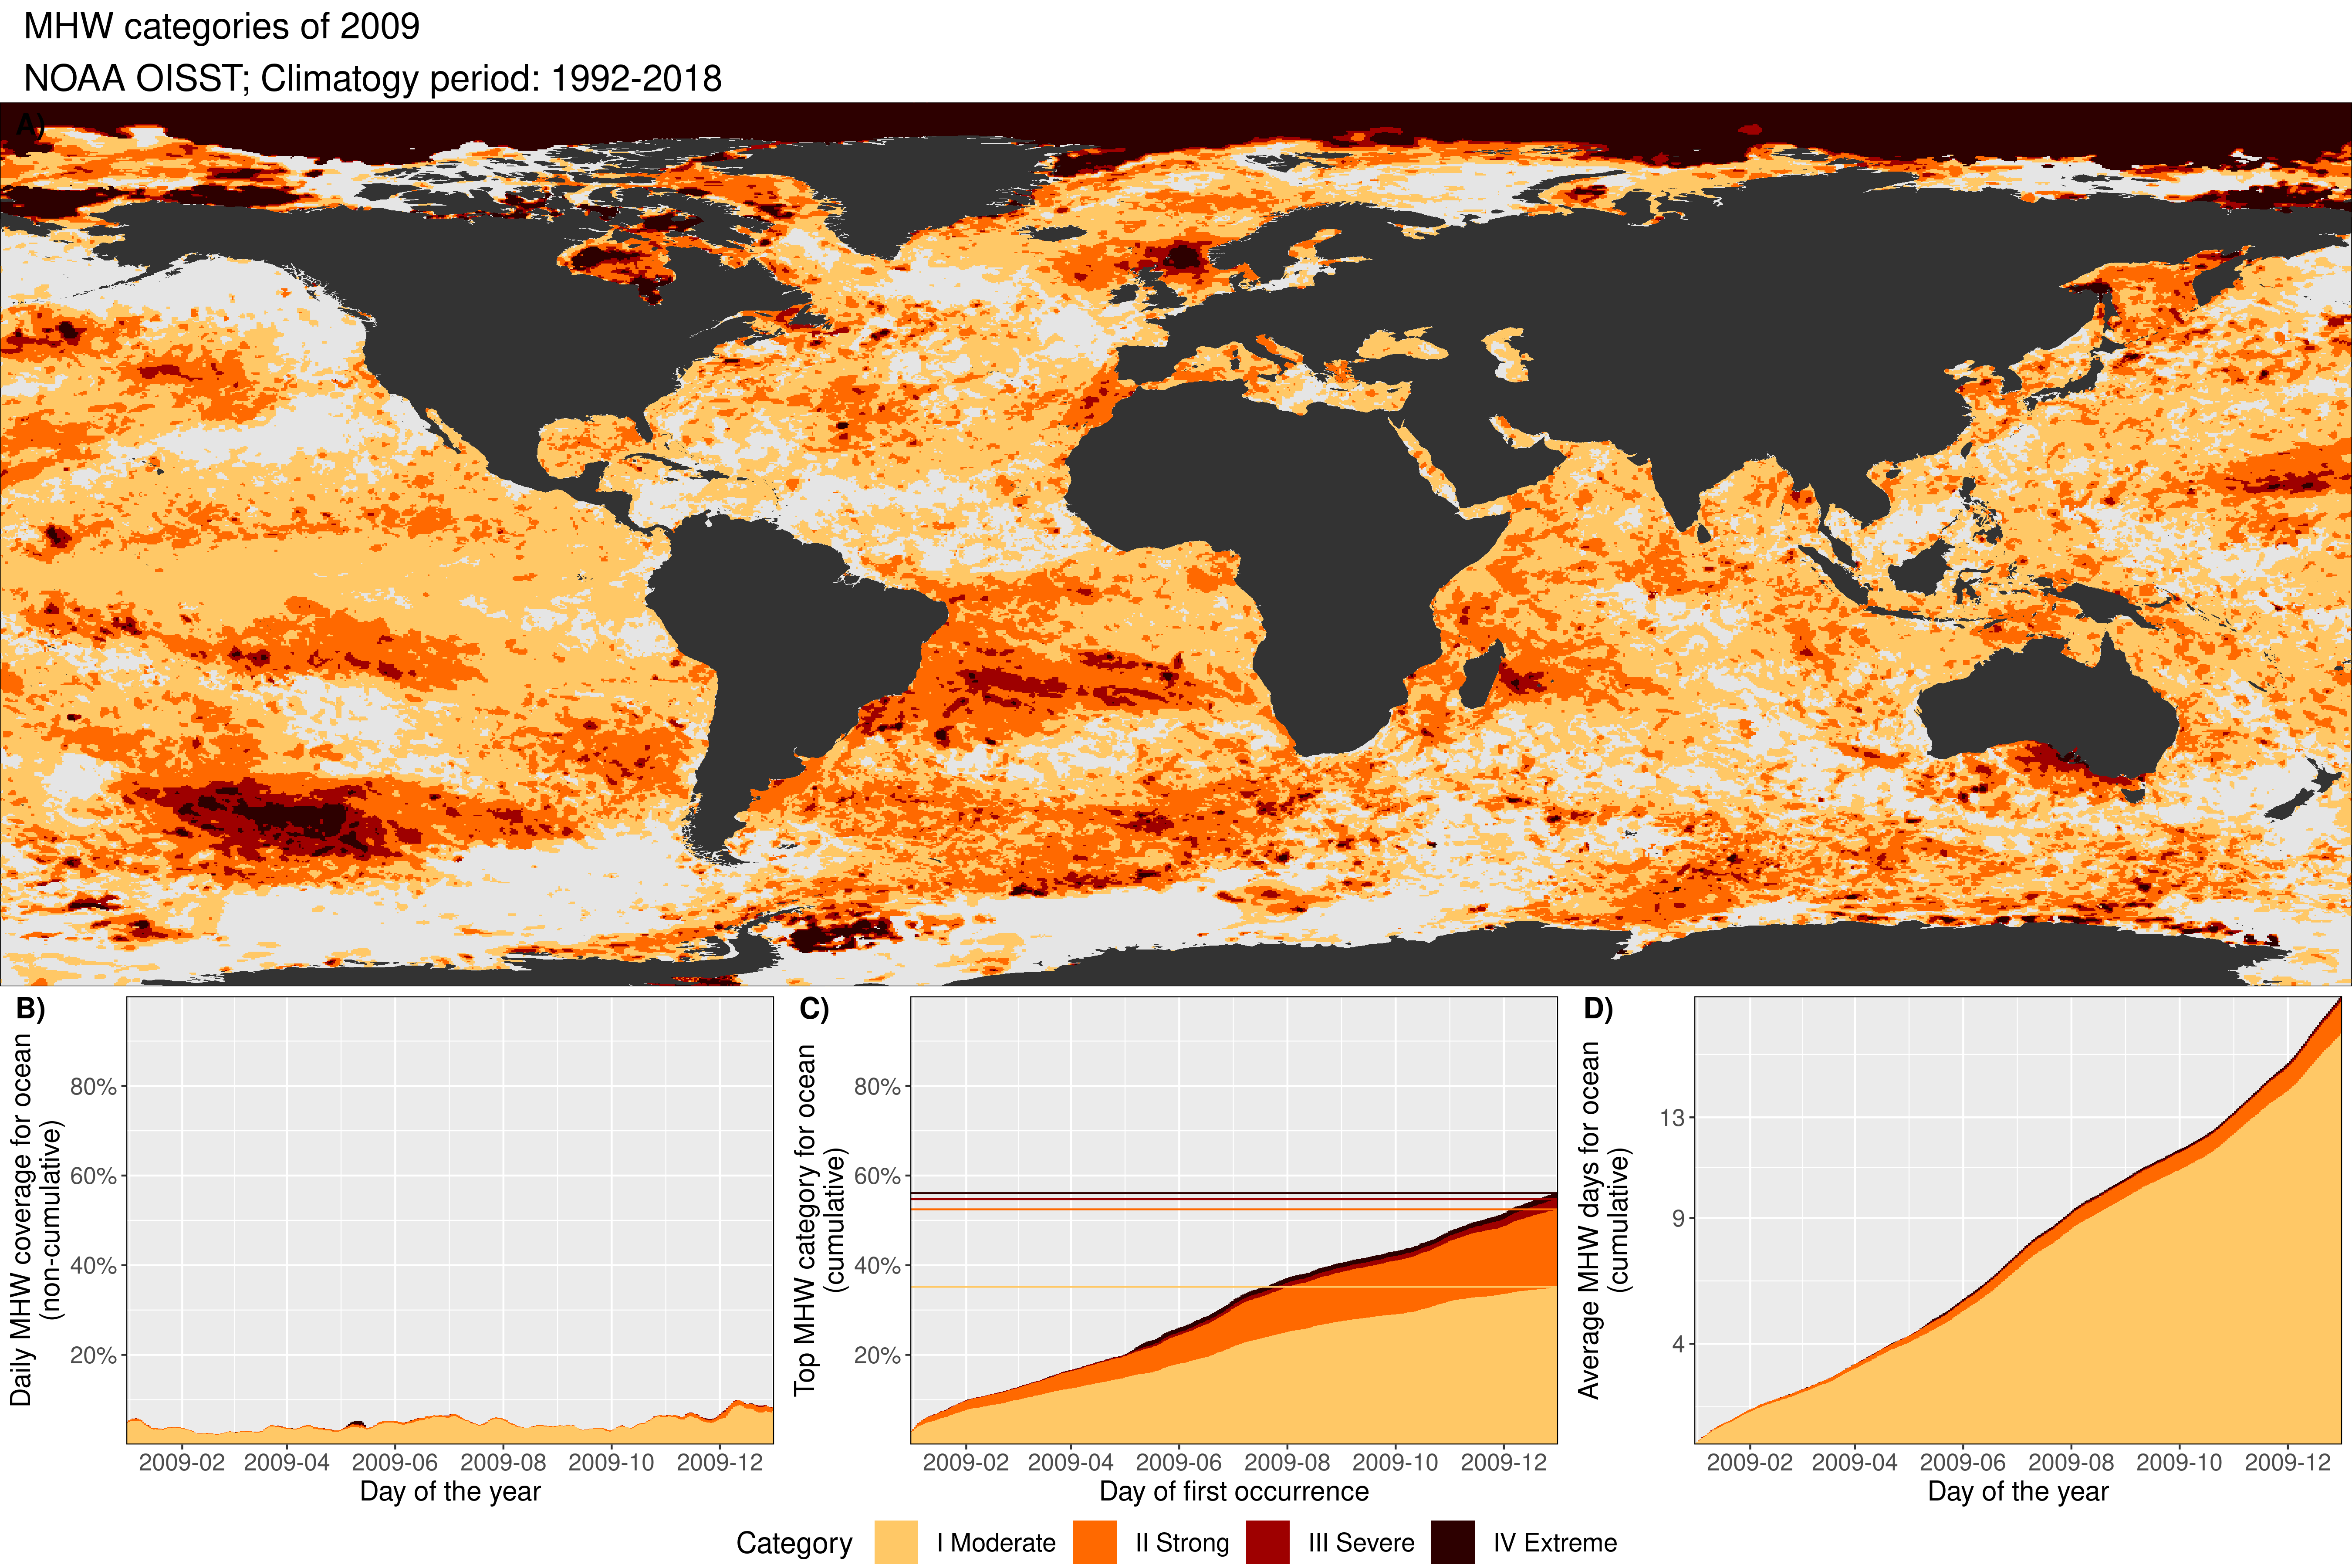 MHW categories of 2009
NOAA OISST; Climatogy period: 1992-2018
A)
B)
Daily MHW coverage for ocean
(non-cumulative)
80%
60%
40%
20%
2009-02 2009-04 2009-06 2009-08 2009-10 2009-12
Day of the year
C)
Top MHW category for ocean
(cumulative)
80%
60%
40%
20%
2009-02 2009-04 2009-06 2009-08 2009-10 2009-12
Day of first occurrence
D)
Average MHW days for ocean
(cumulative)
13
9
4
2009-02 2009-04 2009-06 2009-08 2009-10 2009-12
Day of the year
Category I Moderate II Strong III Severe IV Extreme